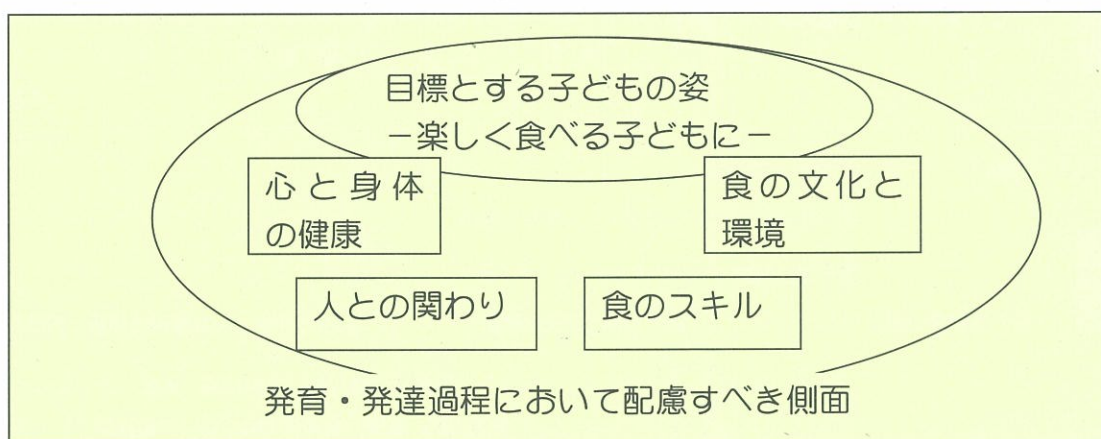 目標とする子どもの姿
－楽しく食べる子どもに－
心と身体
の健康
食の文化と
環境
人との関わり
食のスキル
発育・発達過程において配慮すべき側面